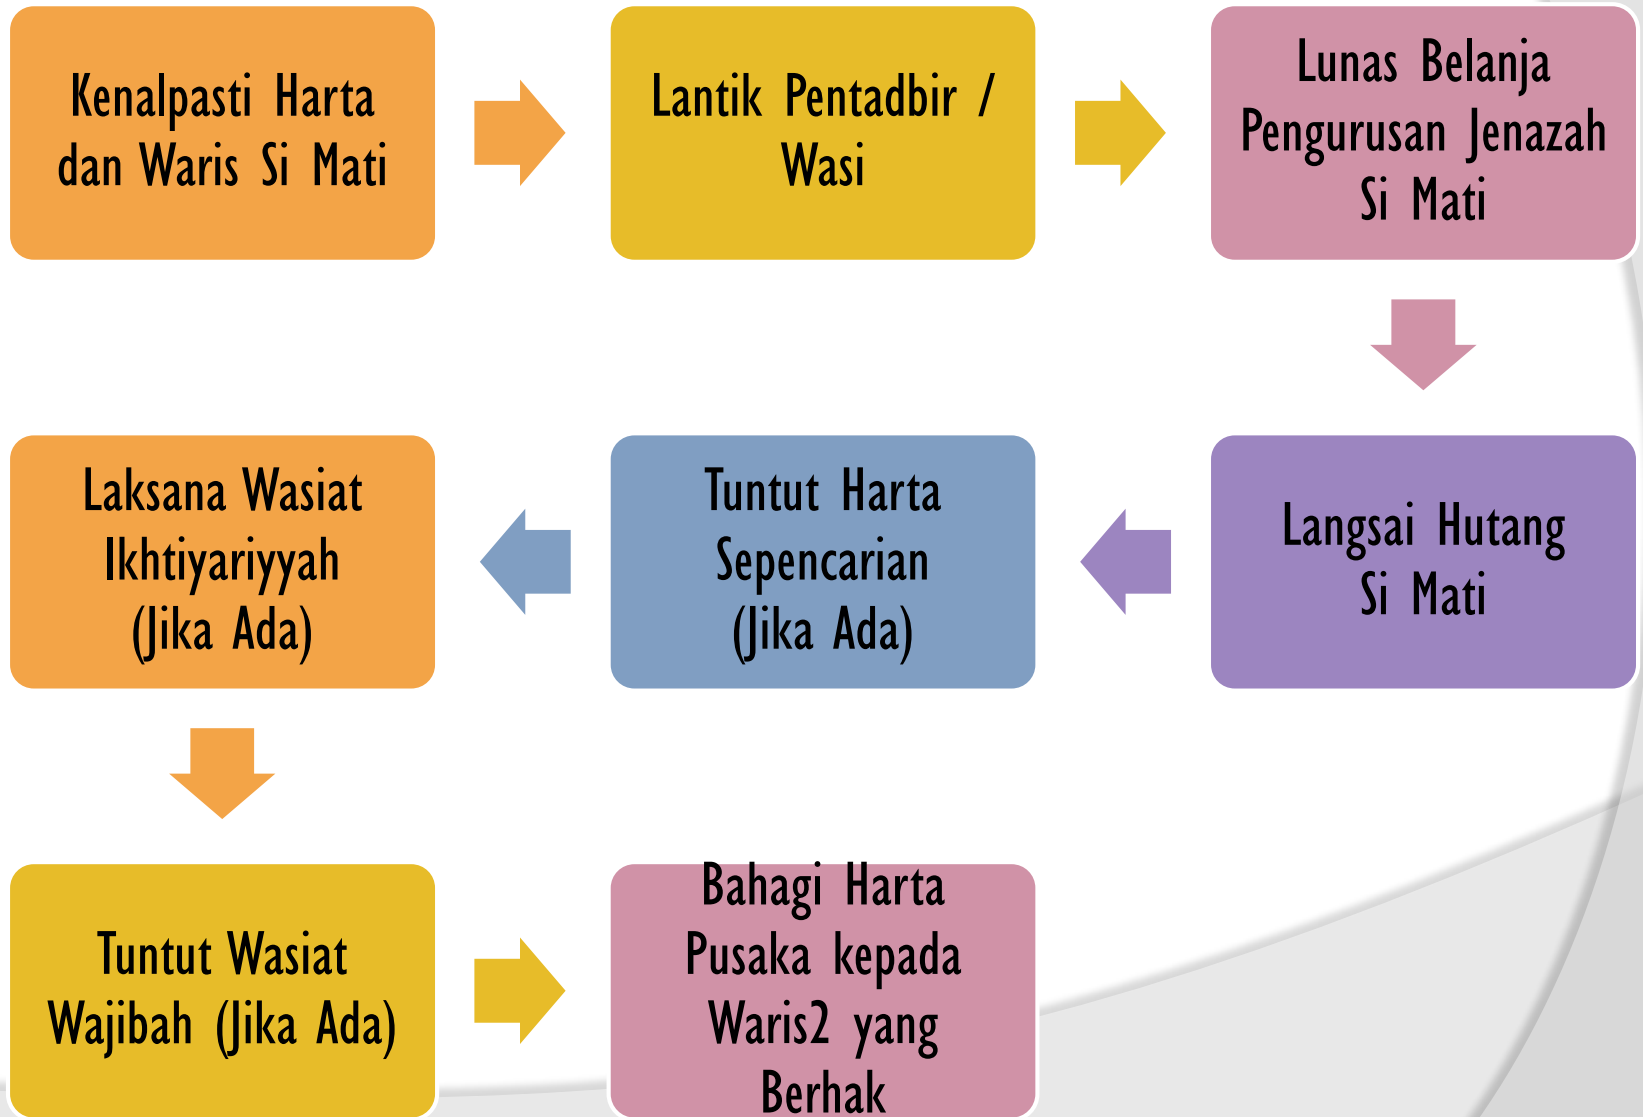 Kenalpasti Harta
dan Waris Si Mati
Lantik Pentadbir /
Wasi
Lunas Belanja
Pengurusan Jenazah
Si Mati
Langsai Hutang
Si Mati
Tuntut Harta
Sepencarian
(Jika Ada)
Laksana Wasiat
Ikhtiyariyyah
(Jika Ada)
Tuntut Wasiat
Wajibah (Jika Ada)
Bahagi Harta
Pusaka kepada
Waris2 yang
Berhak